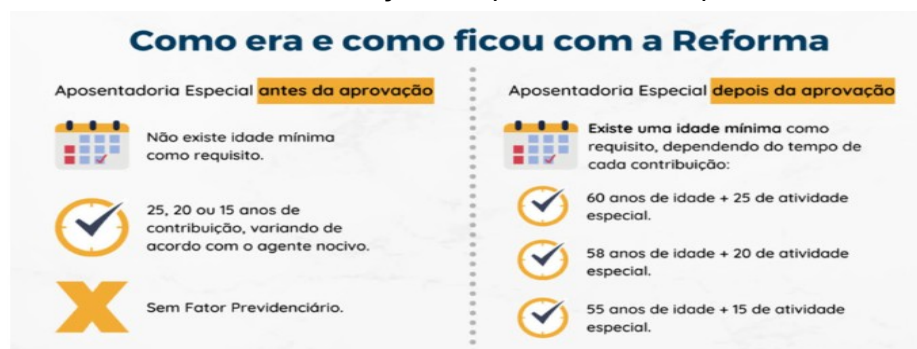 Como era e como ficou com a Reforma
Aposentadoria Especial antes da aprovação
Não existe idade mínima
como requisito.
25, 20 ou 15 anos de
contribuição, variando de
acordo com o agente nocivo.
Sem Fator Previdenciário.
Aposentadoria Especial depois da aprovação
Existe uma idade mínima como
requisito, dependendo do tempo de
cada contribuição:
60 anos de idade + 25 de atividade
especial.
58 anos de idade + 20 de atividade
especial.
55 anos de idade + 15 de atividade
especial.